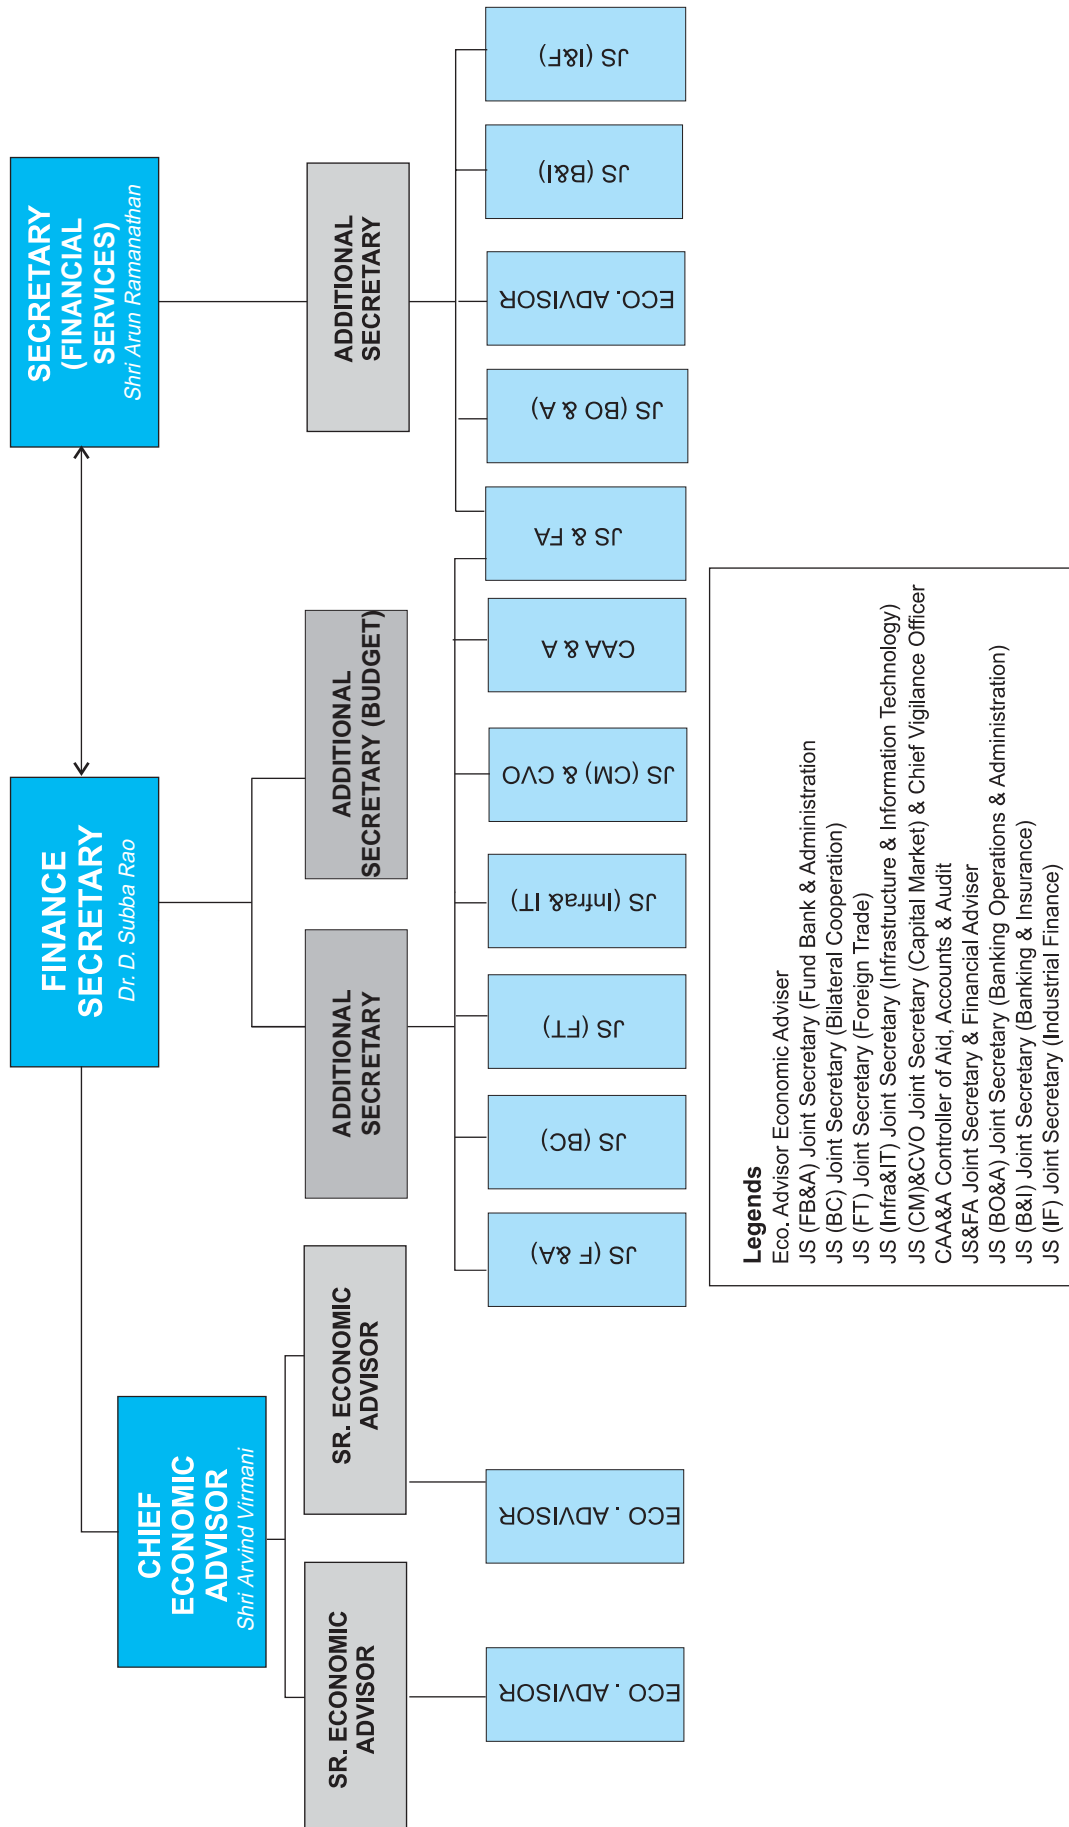 FINANCE
SECRETARY
Dr. D. Subba Rao
SECRETARY
(FINANCIAL
SERVICES)
Shri Arun Ramanathan
CHIEF
ECONOMIC
ADVISOR
Shri Arvind Virmani
SR. ECONOMIC
ADVISOR
SR. ECONOMIC
ADVISOR
ADDITIONAL
SECRETARY
ADDITIONAL
SECRETARY (BUDGET)
ADDITIONAL
SECRETARY
ECO . ADVISOR
ECO . ADVISOR
JS (F &A)
JS (BC)
JS (FT)
JS (Infra& IT)
JS (CM) & CVO
CAA & A
JS & FA
JS (BO & A)
ECO. ADVISOR
JS (B&I)
JS (I&F)
Legends
Eco. Advisor Economic Adviser
JS (FB&A) Joint Secretary (Fund Bank & Administration
JS (BC) Joint Secretary (Bilateral Cooperation)
JS (FT) Joint Secretary (Foreign Trade)
JS (Infra&IT) Joint Secretary (Infrastructure & Information Technology)
JS (CM)&CVO Joint Secretary (Capital Market) & Chief Vigilance Officer
CAA&A Controller of Aid, Accounts & Audit
JS&FA Joint Secretary & Financial Adviser
JS (BO&A) Joint Secretary (Banking Operations & Administration)
JS (B&I) Joint Secretary (Banking & Insurance)
JS (IF) Joint Secretary (Industrial Finance)